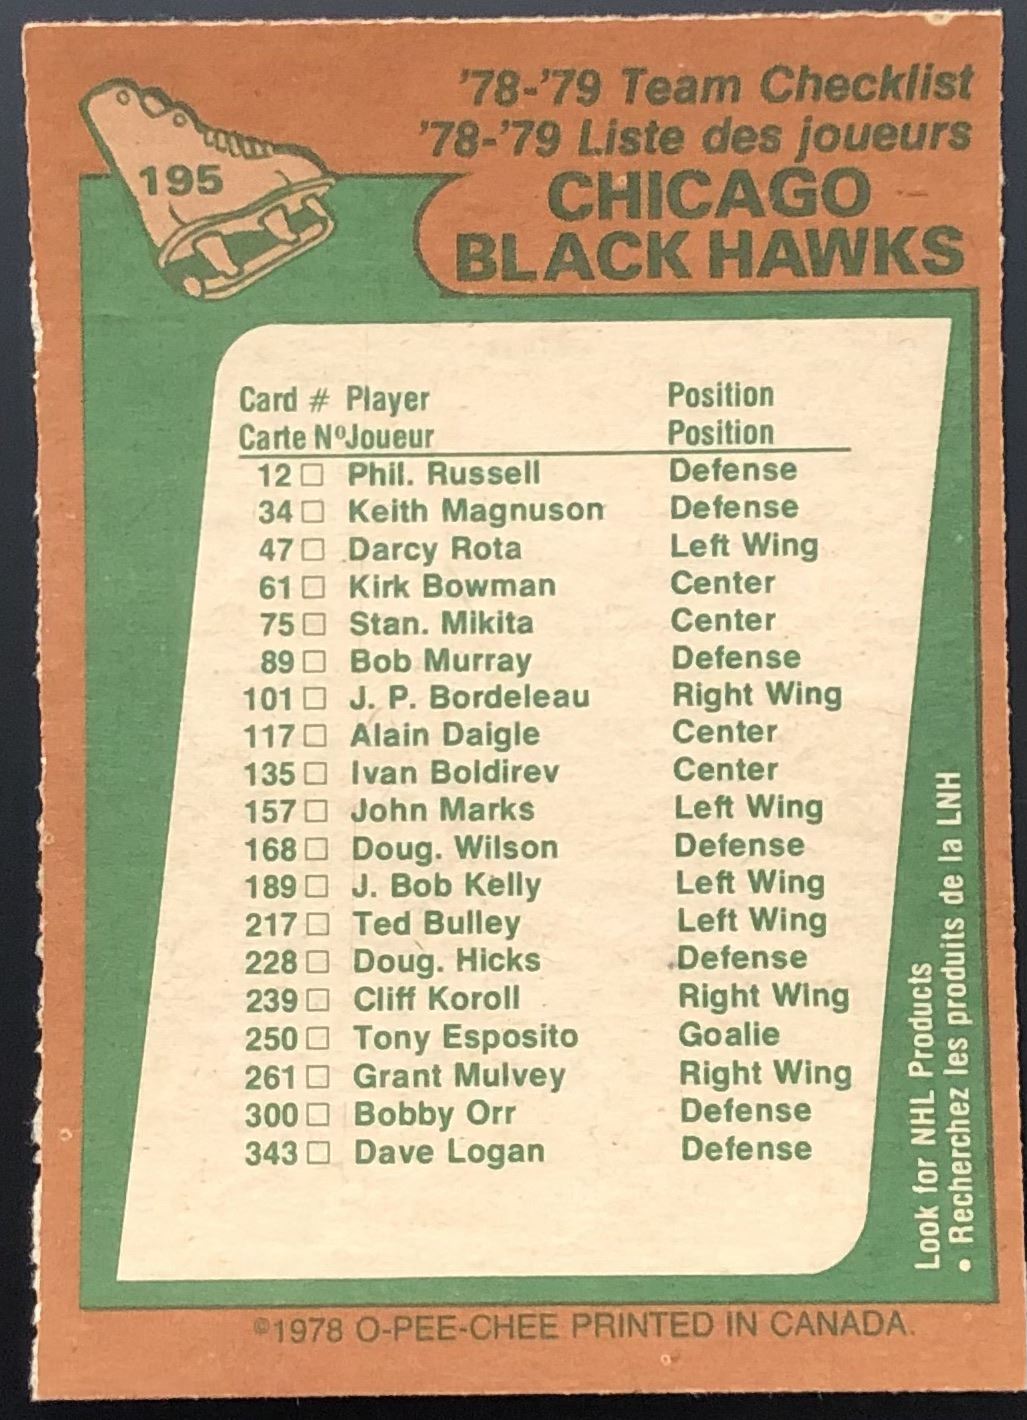 '78-'79 Team Checklist
'78-'79 Liste des joueurs
195
CHICAGO
BLACK HAWKS
Card # Player Position
Carte Nº Joueur Position
12 □ Phil. Russell Defense
34 □ Keith Magnuson Defense
47 □ Darcy Rota Left Wing
61 □ Kirk Bowman Center
75 □ Stan. Mikita Center
89 □ Bob Murray Defense
101 □ J. P. Bordeleau Right Wing
117 □ Alain Daigle Center
135 □ Ivan Boldirev Center
157 □ John Marks Left Wing
168 □ Doug. Wilson Defense
189 □ J. Bob Kelly Left Wing
217 □ Ted Bulley Left Wing
228 □ Doug. Hicks Defense
239 □ Cliff Koroll Right Wing
250 □ Tony Esposito Goalie
261 □ Grant Mulvey Right Wing
300 □ Bobby Orr Defense
343 □ Dave Logan Defense
Look for NHL Products
• Recherchez les produits de la LNH
©1978 O-PEE-CHEE PRINTED IN CANADA.